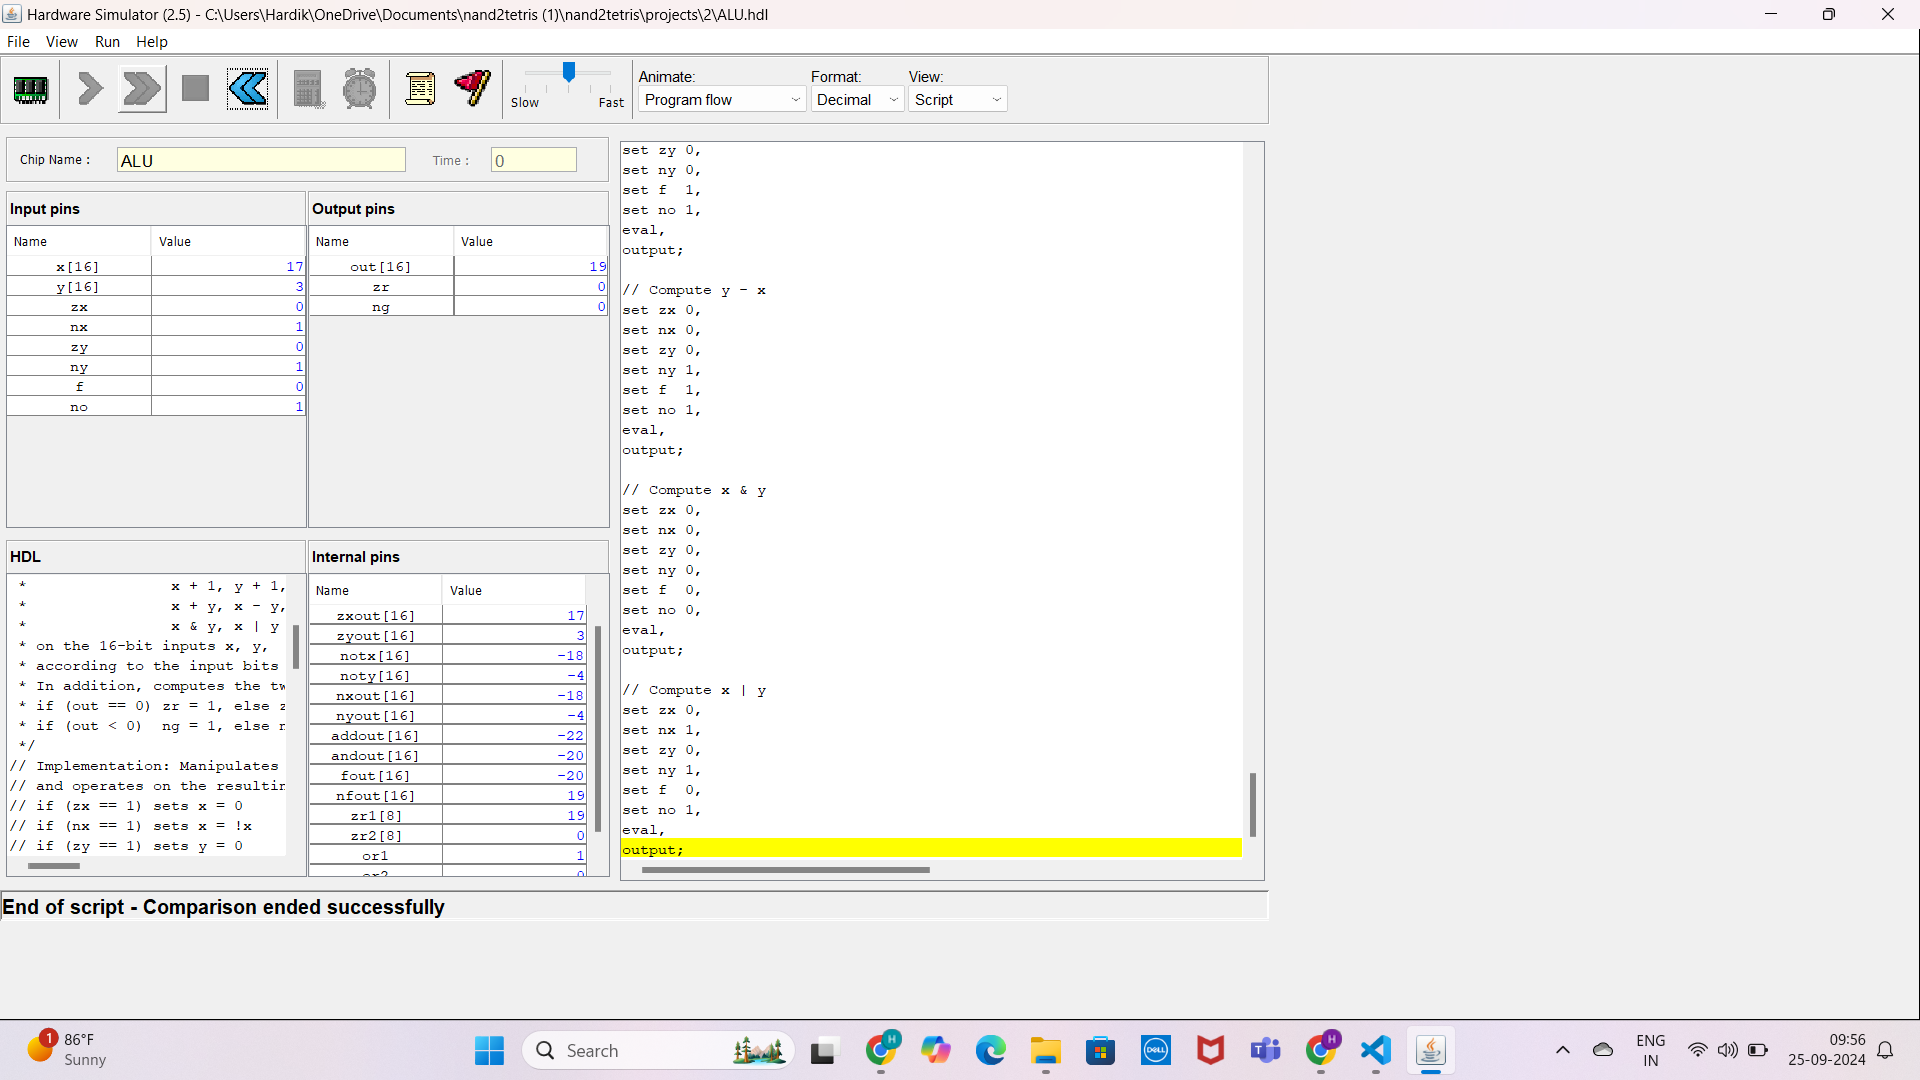 Hardware Simulator (2.5) - C:\Users\Hardik\OneDrive\Documents\nand2tetris (1)\nand2tetris\projects\2\ALU.hdl
File View Run Help
Slow Fast
Animate: Format: View:
Program flow Decimal Script
Chip Name : ALU Time : 0
Input pins
Name Value
x[16] 17
y[16] 3
zx 0
nx 1
zy 0
ny 1
f 0
no 1
Output pins
Name Value
out[16] 19
zr 0
ng 0
HDL
* x + 1, y + 1,
* x + y, x - y,
* x & y, x | y
* on the 16-bit inputs x, y,
* according to the input bits
* In addition, computes the tw
* if (out == 0) zr = 1, else z
* if (out < 0) ng = 1, else n
*/
// Implementation: Manipulates
// and operates on the resultin
// if (zx == 1) sets x = 0
// if (nx == 1) sets x = !x
// if (zy == 1) sets y = 0
Internal pins
Name Value
zxout[16] 17
zyout[16] 3
notx[16] -18
noty[16] -4
nxout[16] -18
nyout[16] -4
addout[16] -22
andout[16] -20
fout[16] -20
nfout[16] 19
zr1[8] 19
zr2[8] 0
or1 1
or2 0
set zy 0,
set ny 0,
set f 1,
set no 1,
eval,
output;
// Compute y - x
set zx 0,
set nx 0,
set zy 0,
set ny 1,
set f 1,
set no 1,
eval,
output;
// Compute x & y
set zx 0,
set nx 0,
set zy 0,
set ny 0,
set f 0,
set no 0,
eval,
output;
// Compute x | y
set zx 0,
set nx 1,
set zy 0,
set ny 1,
set f 0,
set no 1,
eval,
output;
End of script - Comparison ended successfully
1
86°F
Sunny
Search
H
DELL
H
ENG
IN
09:56
25-09-2024